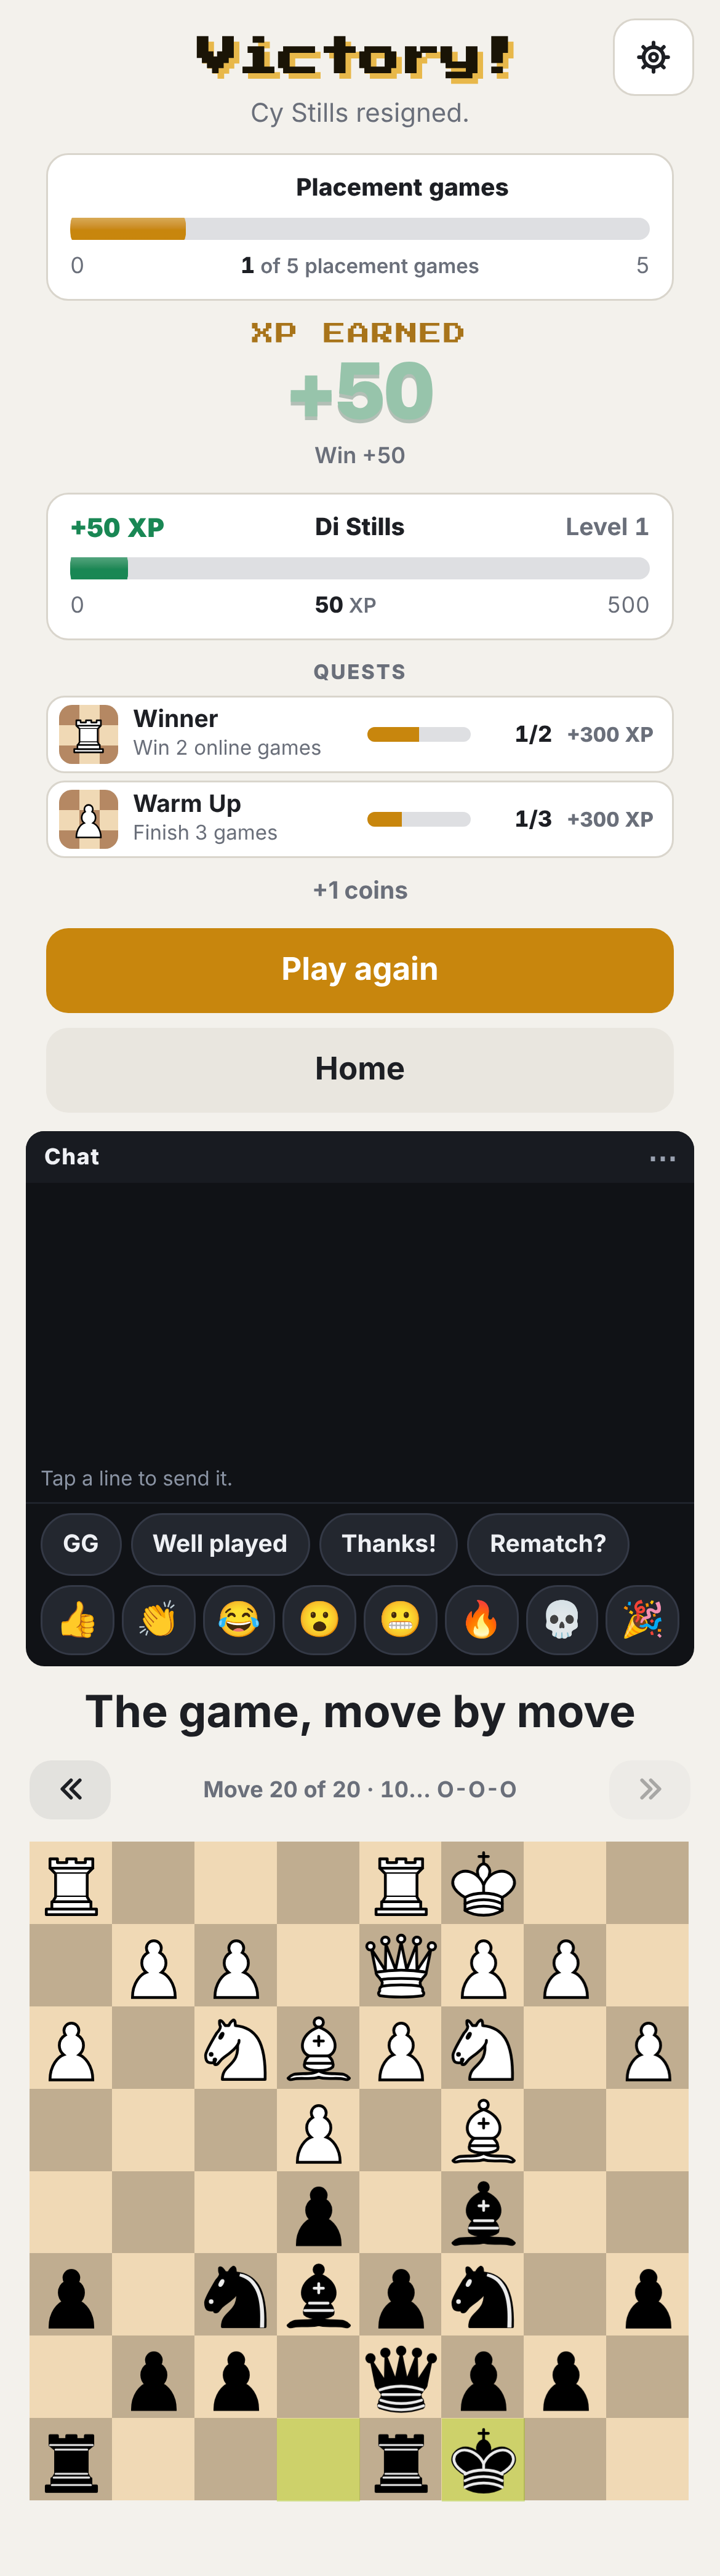 Victory!
Cy Stills resigned.
Placement games
0 1 of 5 placement games 5
XP EARNED
+50
Win +50
+50 XP Di Stills Level 1
0 50 XP 500
QUESTS
Winner
Win 2 online games
1/2 +300 XP
Warm Up
Finish 3 games
1/3 +300 XP
+1 coins
Play again
Home
Chat ...
Tap a line to send it.
GG Well played Thanks! Rematch?
👍 👏 😂 😮 😬 🔥 💀 🎉
The game, move by move
« Move 20 of 20 · 10... O-O-O »